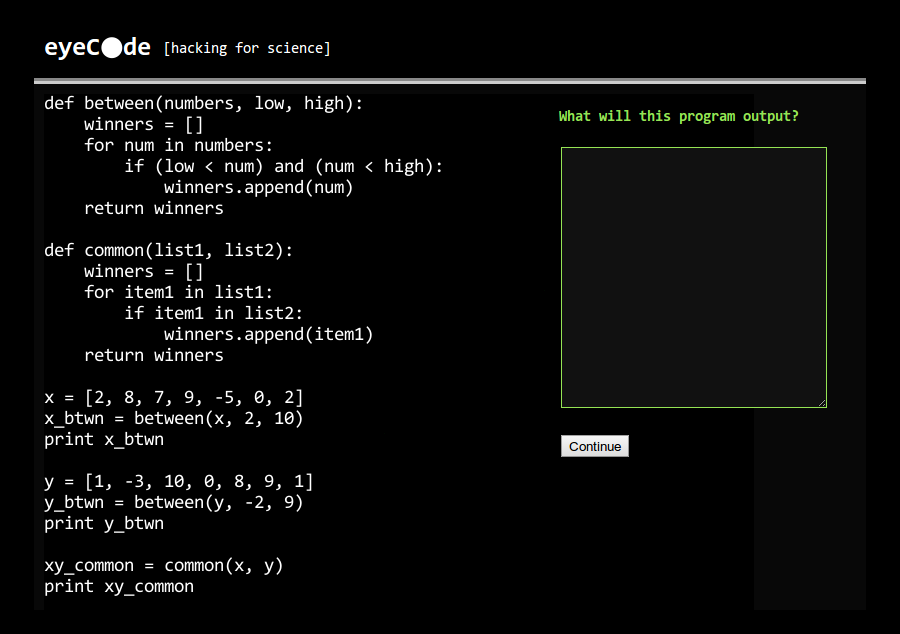 eyeCode [hacking for science]
def between(numbers, low, high):
    winners = []
    for num in numbers:
        if (low < num) and (num < high):
            winners.append(num)
    return winners
def common(list1, list2):
    winners = []
    for item1 in list1:
        if item1 in list2:
            winners.append(item1)
    return winners
x = [2, 8, 7, 9, -5, 0, 2]
x_btwn = between(x, 2, 10)
print x_btwn
y = [1, -3, 10, 0, 8, 9, 1]
y_btwn = between(y, -2, 9)
print y_btwn
xy_common = common(x, y)
print xy_common
What will this program output?
Continue